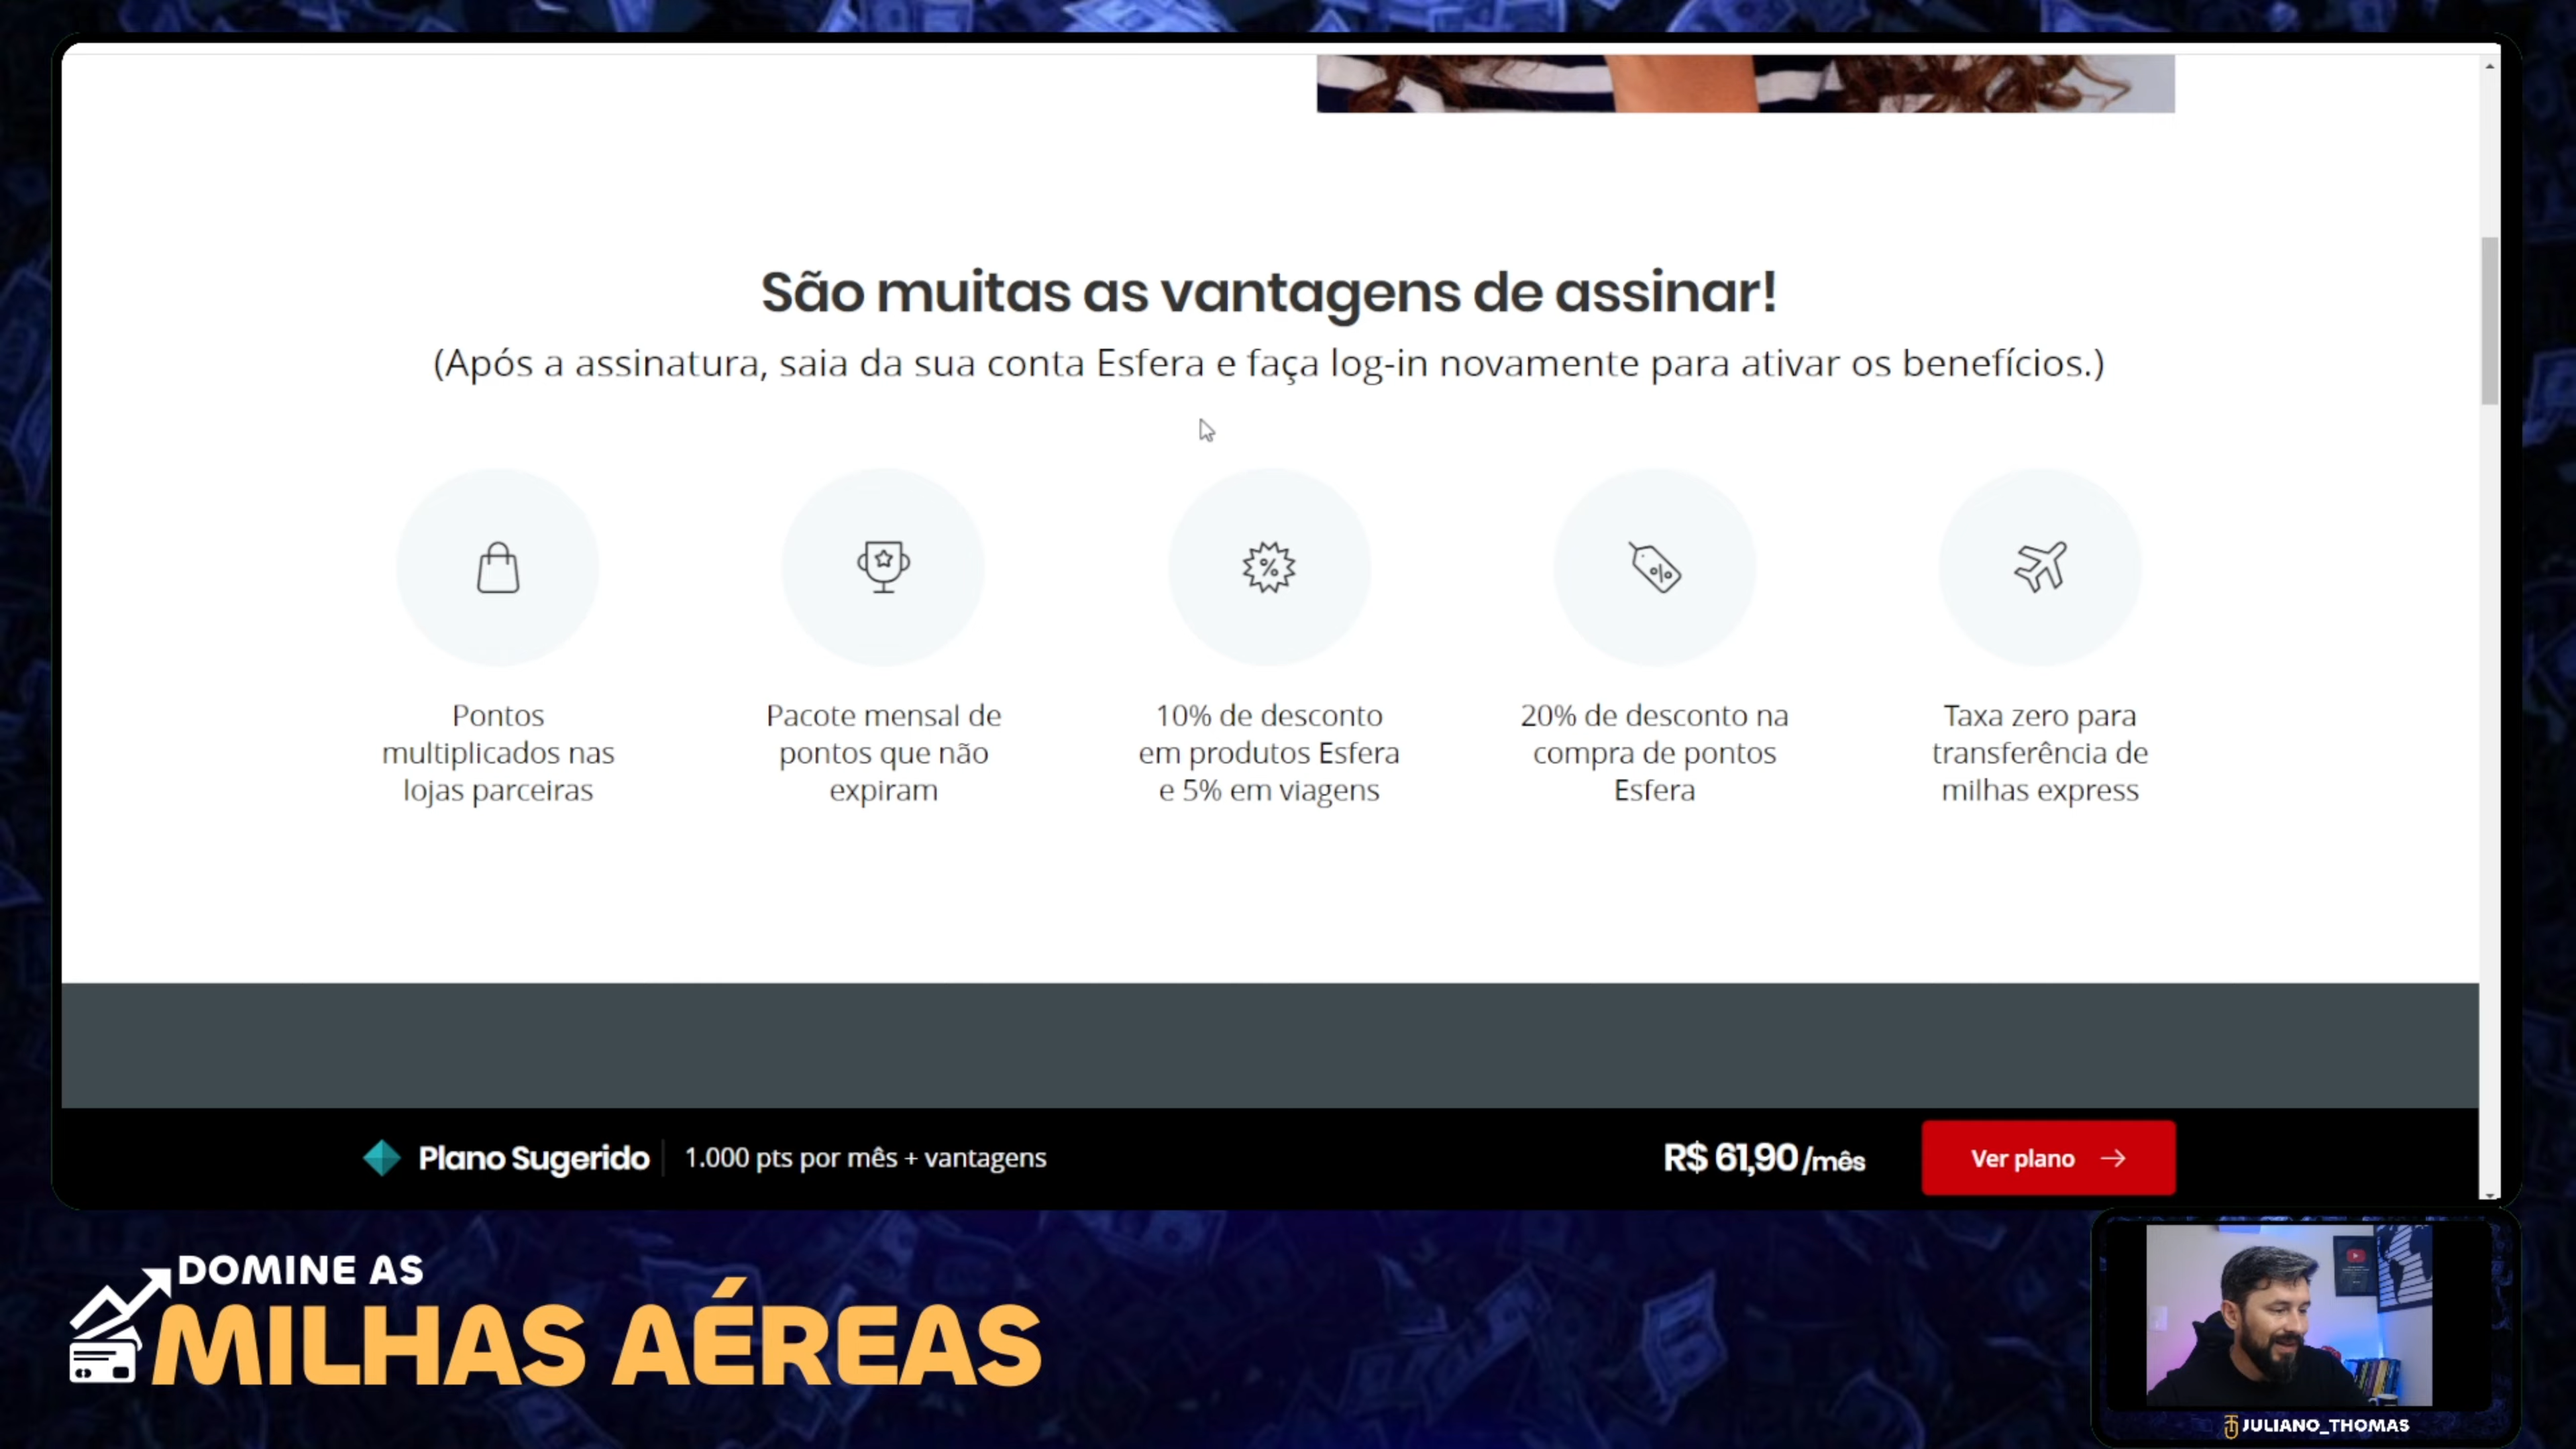 São muitas as vantagens de assinar!
(Após a assinatura, saia da sua conta Esfera e faça log-in novamente para ativar os benefícios.)
Pontos
multiplicados nas
lojas parceiras
Pacote mensal de
pontos que não
expiram
10% de desconto
em produtos Esfera
e 5% em viagens
20% de desconto na
compra de pontos
Esfera
Taxa zero para
transferência de
milhas express
Plano Sugerido
1.000 pts por mês + vantagens
R$ 61,90/mês
Ver plano
DOMINE AS
MILHAS AÉREAS
JULIANO_THOMAS